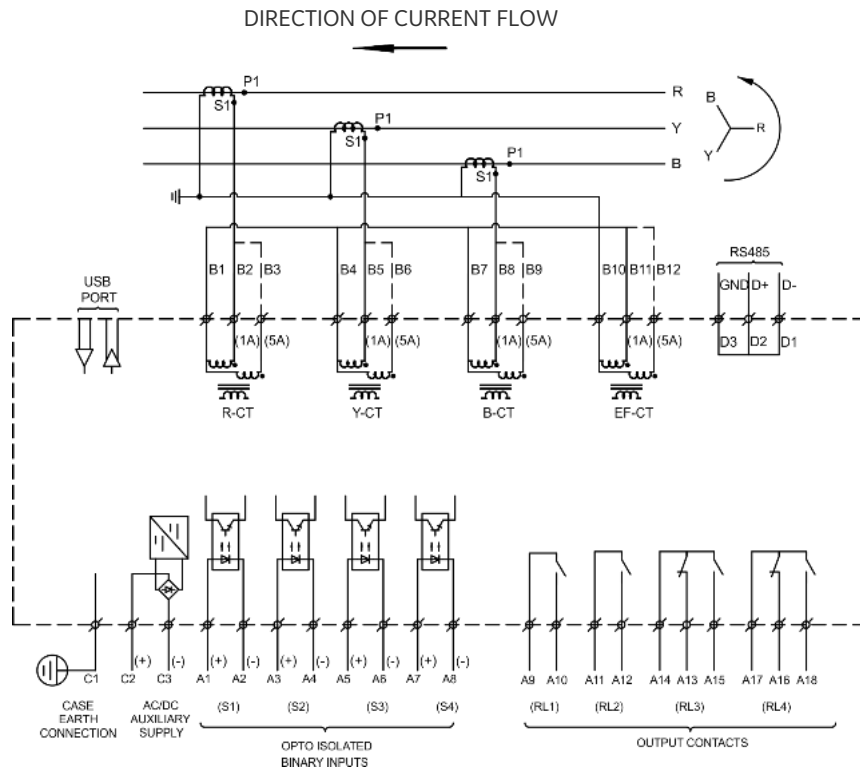 DIRECTION OF CURRENT FLOW
P1
S1
R
P1
S1
Y
P1
S1
B
B
R
Y
USB
PORT
B1 B2 B3
B4 B5 B6
B7 B8 B9
B10 B11 B12
RS485
GND D+ D-
(1A) (5A)
(1A) (5A)
(1A) (5A)
(1A) (5A)
D3 D2 D1
R-CT
Y-CT
B-CT
EF-CT
C1
C2 (+)
C3 (-)
A1 (+) A2 (-)
A3 (+) A4 (-)
A5 (+) A6 (-)
A7 (+) A8 (-)
A9 A10
A11 A12
A14 A13 A15
A17 A16 A18
CASE
EARTH
CONNECTION
AC/DC
AUXILIARY
SUPPLY
(S1)
(S2)
(S3)
(S4)
(RL1)
(RL2)
(RL3)
(RL4)
OPTO ISOLATED
BINARY INPUTS
OUTPUT CONTACTS